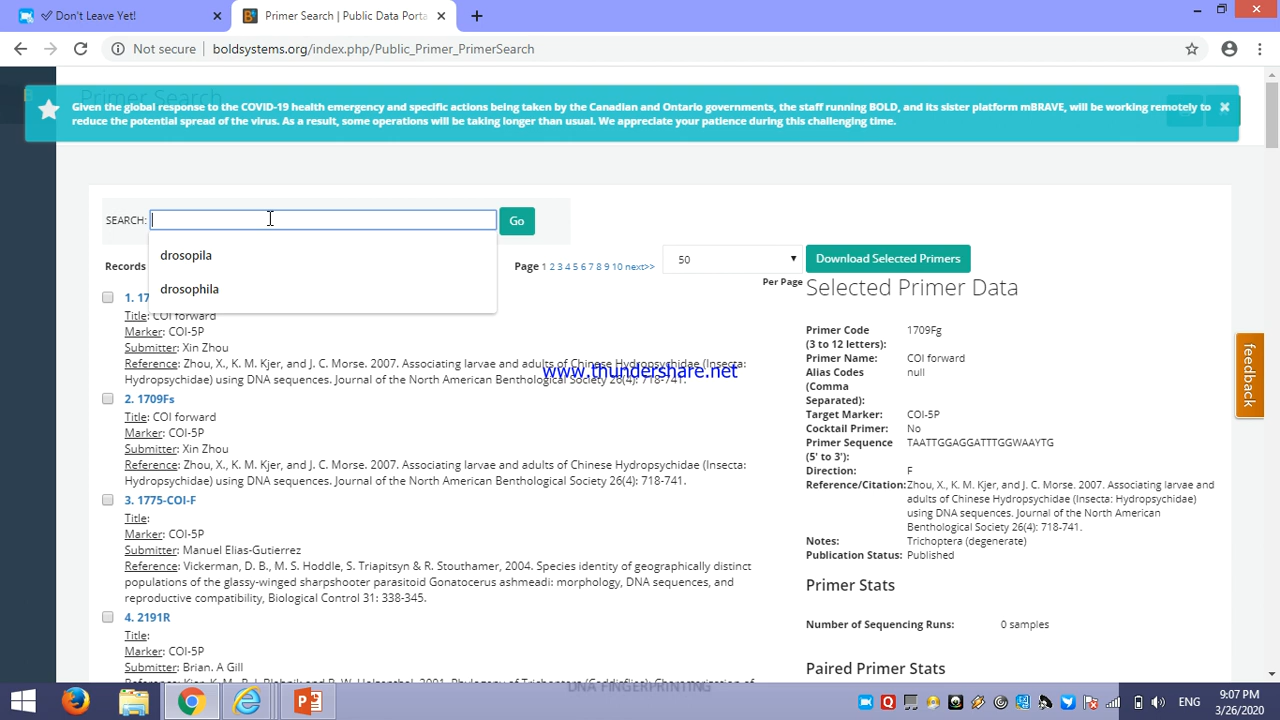 ✓ Don't Leave Yet!
Primer Search | Public Data Porta
Not secure
boldsystems.org/index.php/Public_Primer_PrimerSearch
Primer Search
Given the global response to the COVID-19 health emergency and specific actions being taken by the Canadian and Ontario governments, the staff running BOLD, and its sister platform mBRAVE, will be working remotely to
reduce the potential spread of the virus. As a result, some operations will be taking longer than usual. We appreciate your patience during this challenging time.
SEARCH:
Go
drosopila
drosophila
Records
Page 1 2 3 4 5 6 7 8 9 10 next>>
50
Per Page
Download Selected Primers
1. 17
Title: COI forward
Marker: COI-5P
Submitter: Xin Zhou
Reference: Zhou, X., K. M. Kjer, and J. C. Morse. 2007. Associating larvae and adults of Chinese Hydropsychidae (Insecta:
Hydropsychidae) using DNA sequences. Journal of the North American Benthological Society 26(4): 718-741.
www.thundershare.net
2. 1709Fs
Title: COI forward
Marker: COI-5P
Submitter: Xin Zhou
Reference: Zhou, X., K. M. Kjer, and J. C. Morse. 2007. Associating larvae and adults of Chinese Hydropsychidae (Insecta:
Hydropsychidae) using DNA sequences. Journal of the North American Benthological Society 26(4): 718-741.
3. 1775-COI-F
Title:
Marker: COI-5P
Submitter: Manuel Elias-Gutierrez
Reference: Vickerman, D. B., M. S. Hoddle, S. Triapitsyn & R. Stouthamer, 2004. Species identity of geographically distinct
populations of the glassy-winged sharpshooter parasitoid Gonatocerus ashmeadi: morphology, DNA sequences, and
reproductive compatibility, Biological Control 31: 338-345.
4. 2191R
Title:
Marker: COI-5P
Submitter: Brian. A Gill
Selected Primer Data
Primer Code 1709Fg
(3 to 12 letters):
Primer Name: COI forward
Alias Codes null
(Comma
Separated):
Target Marker: COI-5P
Cocktail Primer: No
Primer Sequence TAATTGGAGGATTTGGWAAYTG
(5' to 3'):
Direction: F
Reference/Citation: Zhou, X., K. M. Kjer, and J. C. Morse. 2007. Associating larvae and
adults of Chinese Hydropsychidae (Insecta: Hydropsychidae)
using DNA sequences. Journal of the North American
Benthological Society 26(4): 718-741.
Notes: Trichoptera (degenerate)
Publication Status: Published
Primer Stats
Number of Sequencing Runs: 0 samples
Paired Primer Stats
feedback
DNA FINGERPRINTING
ENG
9:07 PM
3/26/2020